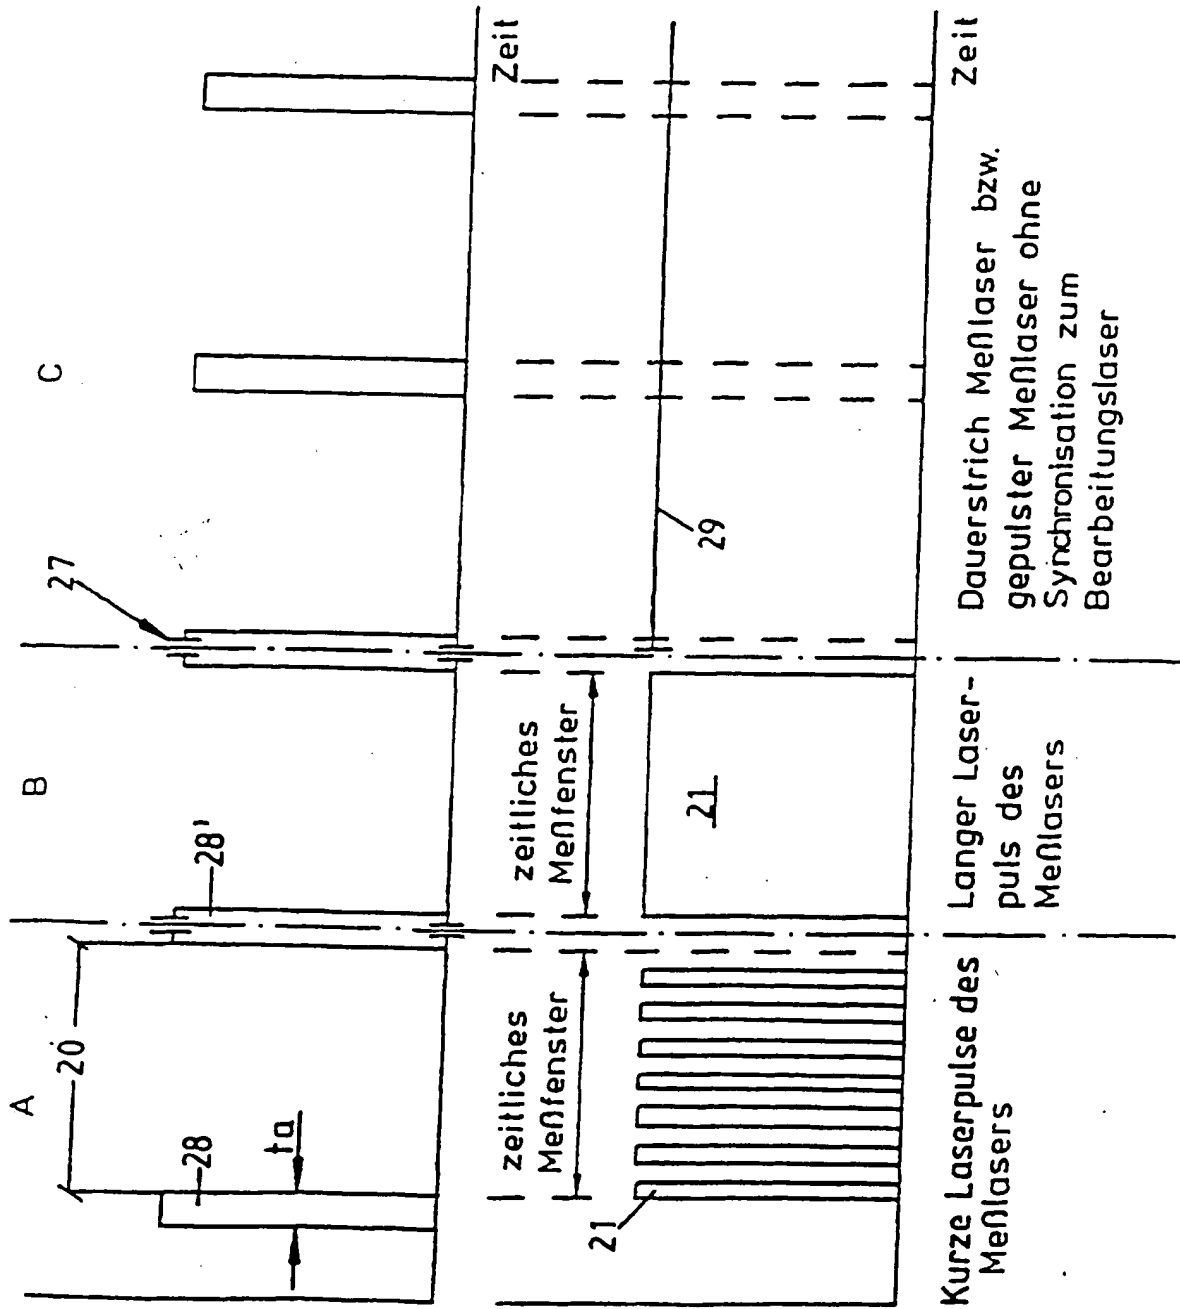 A
B
C
20
28
ta
28'
27
Zeit
zeitliches
Meßfenster
zeitliches
Meßfenster
21
21
29
Zeit
Kurze Laserpulse des
Meßlasers
Langer Laser-
puls des
Meßlasers
Dauerstrich Meßlaser bzw.
gepulster Meßlaser ohne
Synchronisation zum
Bearbeitungslaser